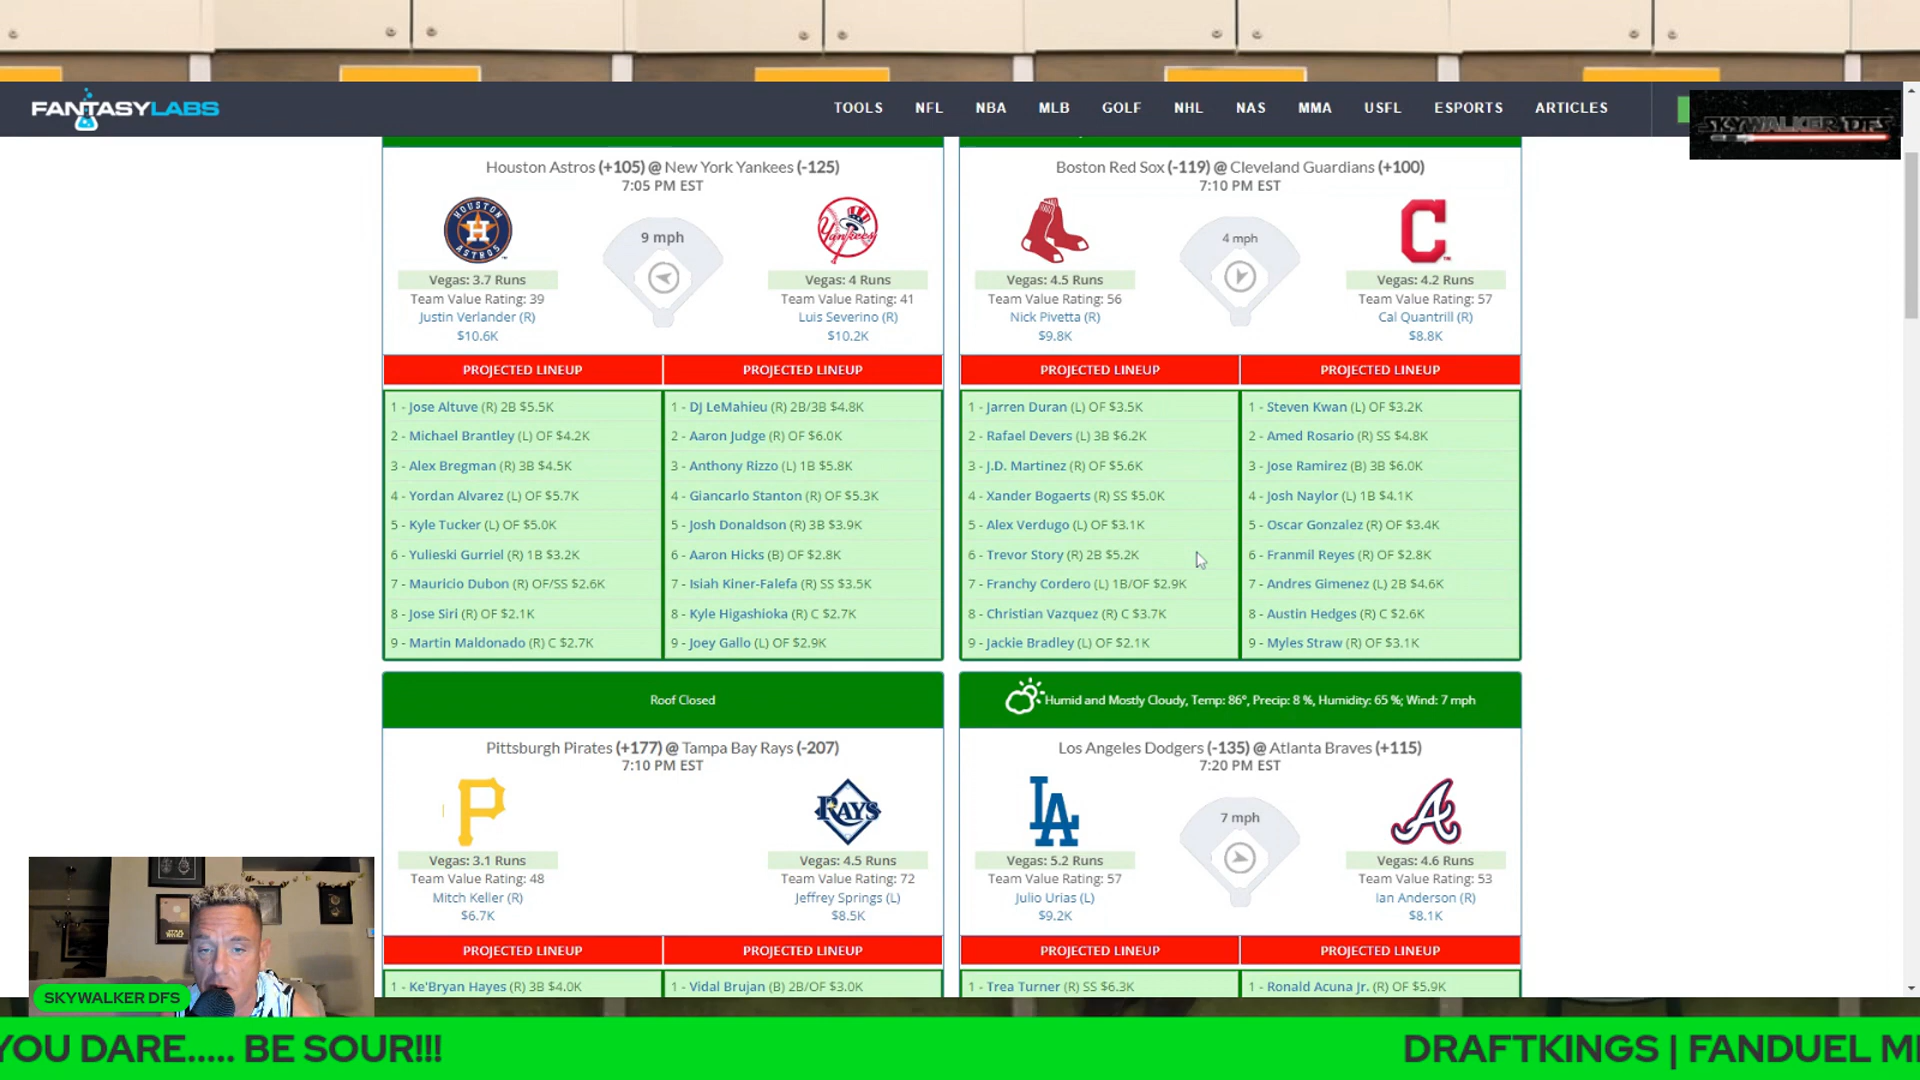 FANTASYLABS
TOOLS NFL NBA MLB GOLF NHL NAS MMA USFL ESPORTS ARTICLES
SKYWALKER DFS
Houston Astros (+105) @ New York Yankees (-125)
7:05 PM EST
HOUSTON
H
ASTROS
9 mph
Yankees
Vegas: 3.7 Runs
Team Value Rating: 39
Justin Verlander (R)
$10.6K
Vegas: 4 Runs
Team Value Rating: 41
Luis Severino (R)
$10.2K
PROJECTED LINEUP
PROJECTED LINEUP
1 - Jose Altuve (R) 2B $5.5K
2 - Michael Brantley (L) OF $4.2K
3 - Alex Bregman (R) 3B $4.5K
4 - Yordan Alvarez (L) OF $5.7K
5 - Kyle Tucker (L) OF $5.0K
6 - Yulieski Gurriel (R) 1B $3.2K
7 - Mauricio Dubon (R) OF/SS $2.6K
8 - Jose Siri (R) OF $2.1K
9 - Martin Maldonado (R) C $2.7K
1 - DJ LeMahieu (R) 2B/3B $4.8K
2 - Aaron Judge (R) OF $6.0K
3 - Anthony Rizzo (L) 1B $5.8K
4 - Giancarlo Stanton (R) OF $5.3K
5 - Josh Donaldson (R) 3B $3.9K
6 - Aaron Hicks (B) OF $2.8K
7 - Isiah Kiner-Falefa (R) SS $3.5K
8 - Kyle Higashioka (R) C $2.7K
9 - Joey Gallo (L) OF $2.9K
Boston Red Sox (-119) @ Cleveland Guardians (+100)
7:10 PM EST
4 mph
C
Vegas: 4.5 Runs
Team Value Rating: 56
Nick Pivetta (R)
$9.8K
Vegas: 4.2 Runs
Team Value Rating: 57
Cal Quantrill (R)
$8.8K
PROJECTED LINEUP
PROJECTED LINEUP
1 - Jarren Duran (L) OF $3.5K
2 - Rafael Devers (L) 3B $6.2K
3 - J.D. Martinez (R) OF $5.6K
4 - Xander Bogaerts (R) SS $5.0K
5 - Alex Verdugo (L) OF $3.1K
6 - Trevor Story (R) 2B $5.2K
7 - Franchy Cordero (L) 1B/OF $2.9K
8 - Christian Vazquez (R) C $3.7K
9 - Jackie Bradley (L) OF $2.1K
1 - Steven Kwan (L) OF $3.2K
2 - Amed Rosario (R) SS $4.8K
3 - Jose Ramirez (B) 3B $6.0K
4 - Josh Naylor (L) 1B $4.1K
5 - Oscar Gonzalez (R) OF $3.4K
6 - Franmil Reyes (R) OF $2.8K
7 - Andres Gimenez (L) 2B $4.6K
8 - Austin Hedges (R) C $2.6K
9 - Myles Straw (R) OF $3.1K
Roof Closed
Pittsburgh Pirates (+177) @ Tampa Bay Rays (-207)
7:10 PM EST
P
RAYS
Vegas: 3.1 Runs
Team Value Rating: 48
Mitch Keller (R)
$6.7K
Vegas: 4.5 Runs
Team Value Rating: 72
Jeffrey Springs (L)
$8.5K
PROJECTED LINEUP
PROJECTED LINEUP
1 - Ke'Bryan Hayes (R) 3B $4.0K
1 - Vidal Brujan (B) 2B/OF $3.0K
Humid and Mostly Cloudy, Temp: 86°, Precip: 8 %, Humidity: 65 %; Wind: 7 mph
Los Angeles Dodgers (-135) @ Atlanta Braves (+115)
7:20 PM EST
LA
7 mph
A
Vegas: 5.2 Runs
Team Value Rating: 57
Julio Urias (L)
$9.2K
Vegas: 4.6 Runs
Team Value Rating: 53
Ian Anderson (R)
$8.1K
PROJECTED LINEUP
PROJECTED LINEUP
1 - Trea Turner (R) SS $6.3K
1 - Ronald Acuna Jr. (R) OF $5.9K
SKYWALKER DFS
YOU DARE..... BE SOUR!!!
DRAFTKINGS | FANDUEL